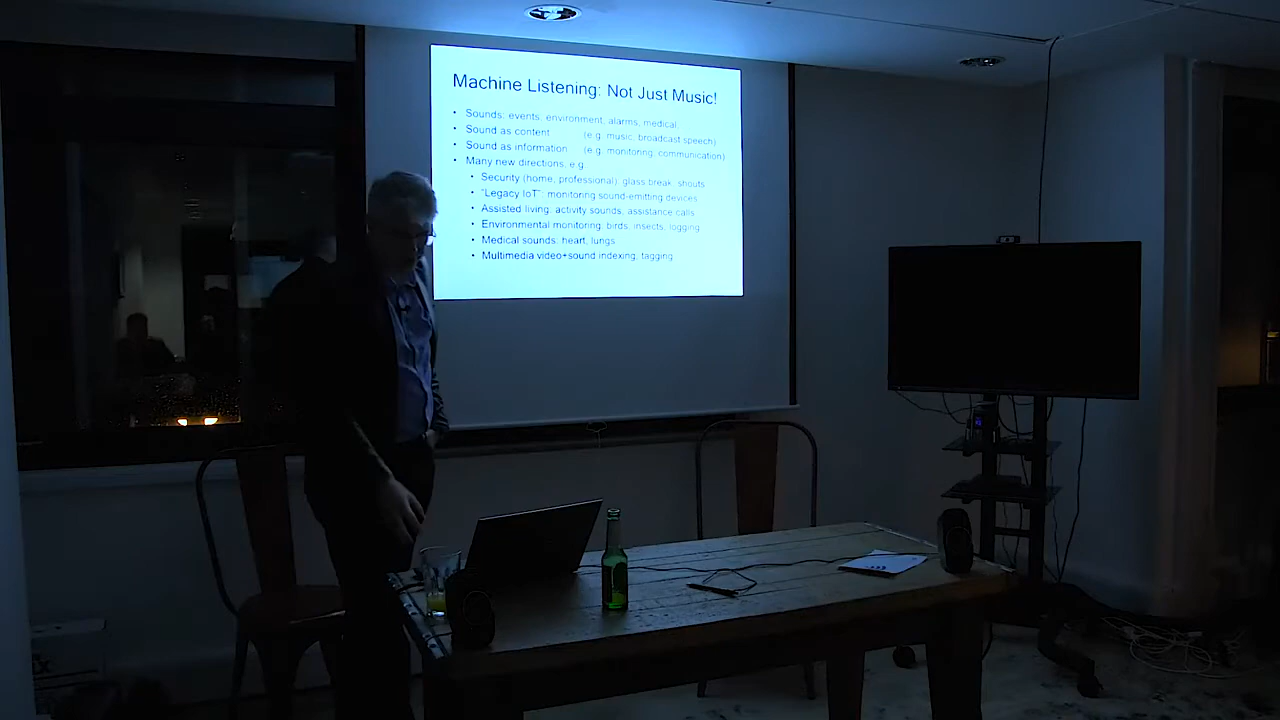 Machine Listening: Not Just Music!
• Sounds: events, environment, alarms, medical
• Sound as content (e.g. music, broadcast speech)
• Sound as information (e.g. monitoring, communication)
• Many new directions, e.g.
• Security (home, professional): glass break, shouts
• "Legacy IoT": monitoring sound-emitting devices
• Assisted living: activity sounds, assistance calls
• Environmental monitoring: birds, insects, logging
• Medical sounds: heart, lungs
• Multimedia video+sound indexing, tagging